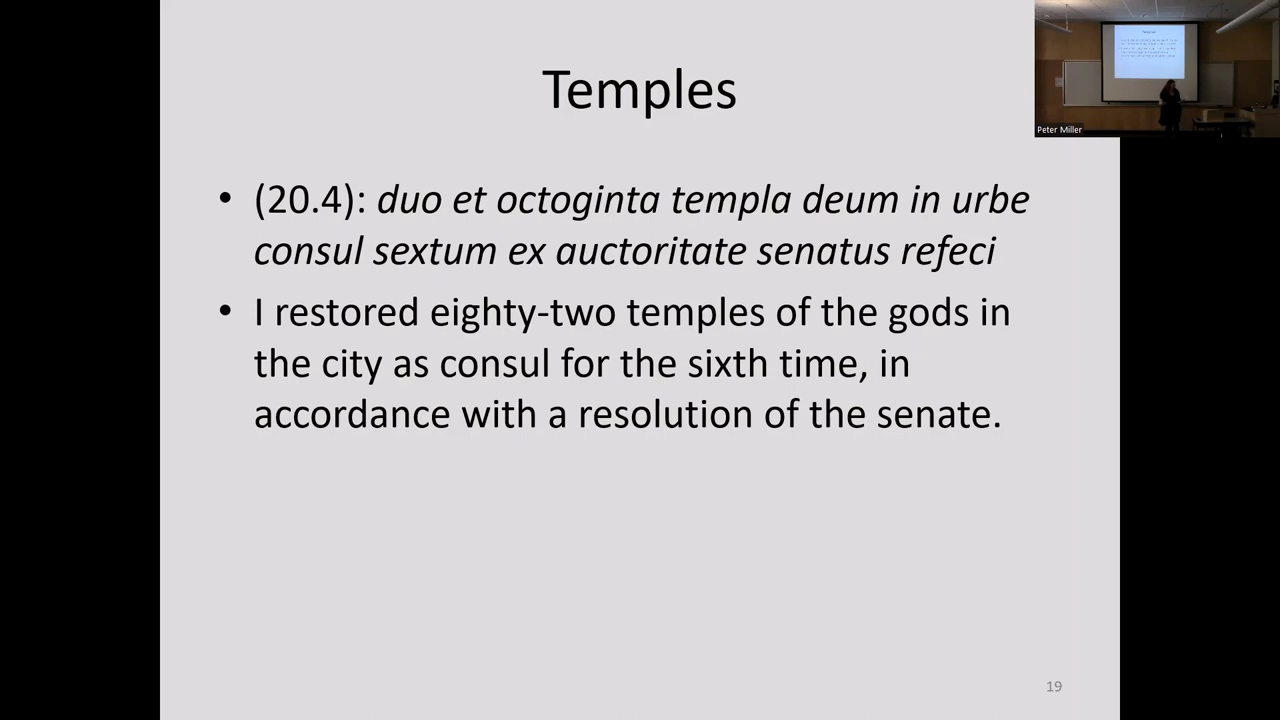 Temples
Peter Miller
• (20.4): duo et octoginta templa deum in urbe
consul sextum ex auctoritate senatus refeci
• I restored eighty-two temples of the gods in
the city as consul for the sixth time, in
accordance with a resolution of the senate.
19